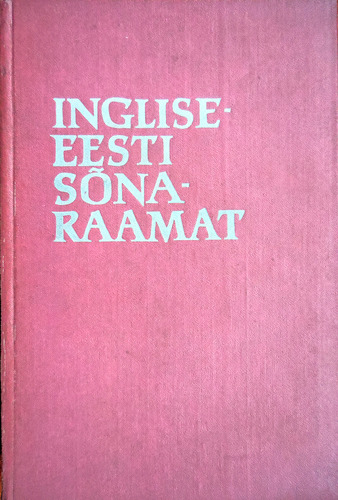 INGLISE-
EESTI
SÕNA-
RAAMAT